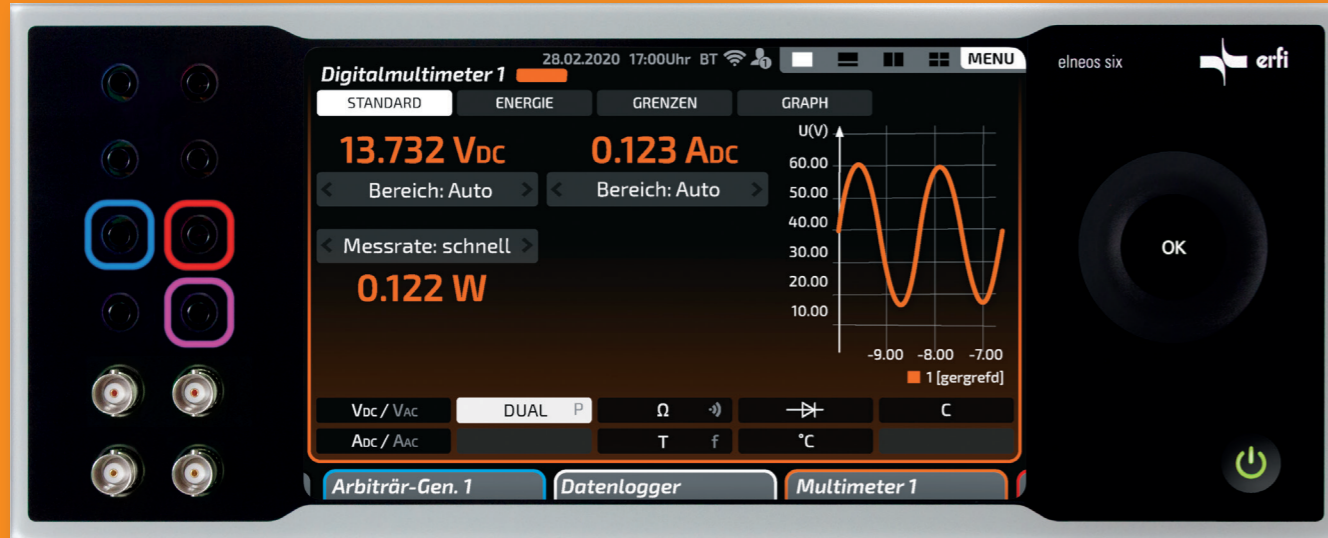 28.02.2020 17:00Uhr BT 1 MENU
Digitalmultimeter 1
STANDARD ENERGIE GRENZEN GRAPH
13.732 VDC 0.123 ADC
Bereich: Auto Bereich: Auto
Messrate: schnell
0.122 W
U(V)
60.00
50.00
40.00
30.00
20.00
10.00
-9.00 -8.00 -7.00
1 [gergrefd]
VDC / VAC DUAL P Ω C
ADC / AAC T f °C
Arbiträr-Gen. 1 Datenlogger Multimeter 1
elneos six erfi
OK